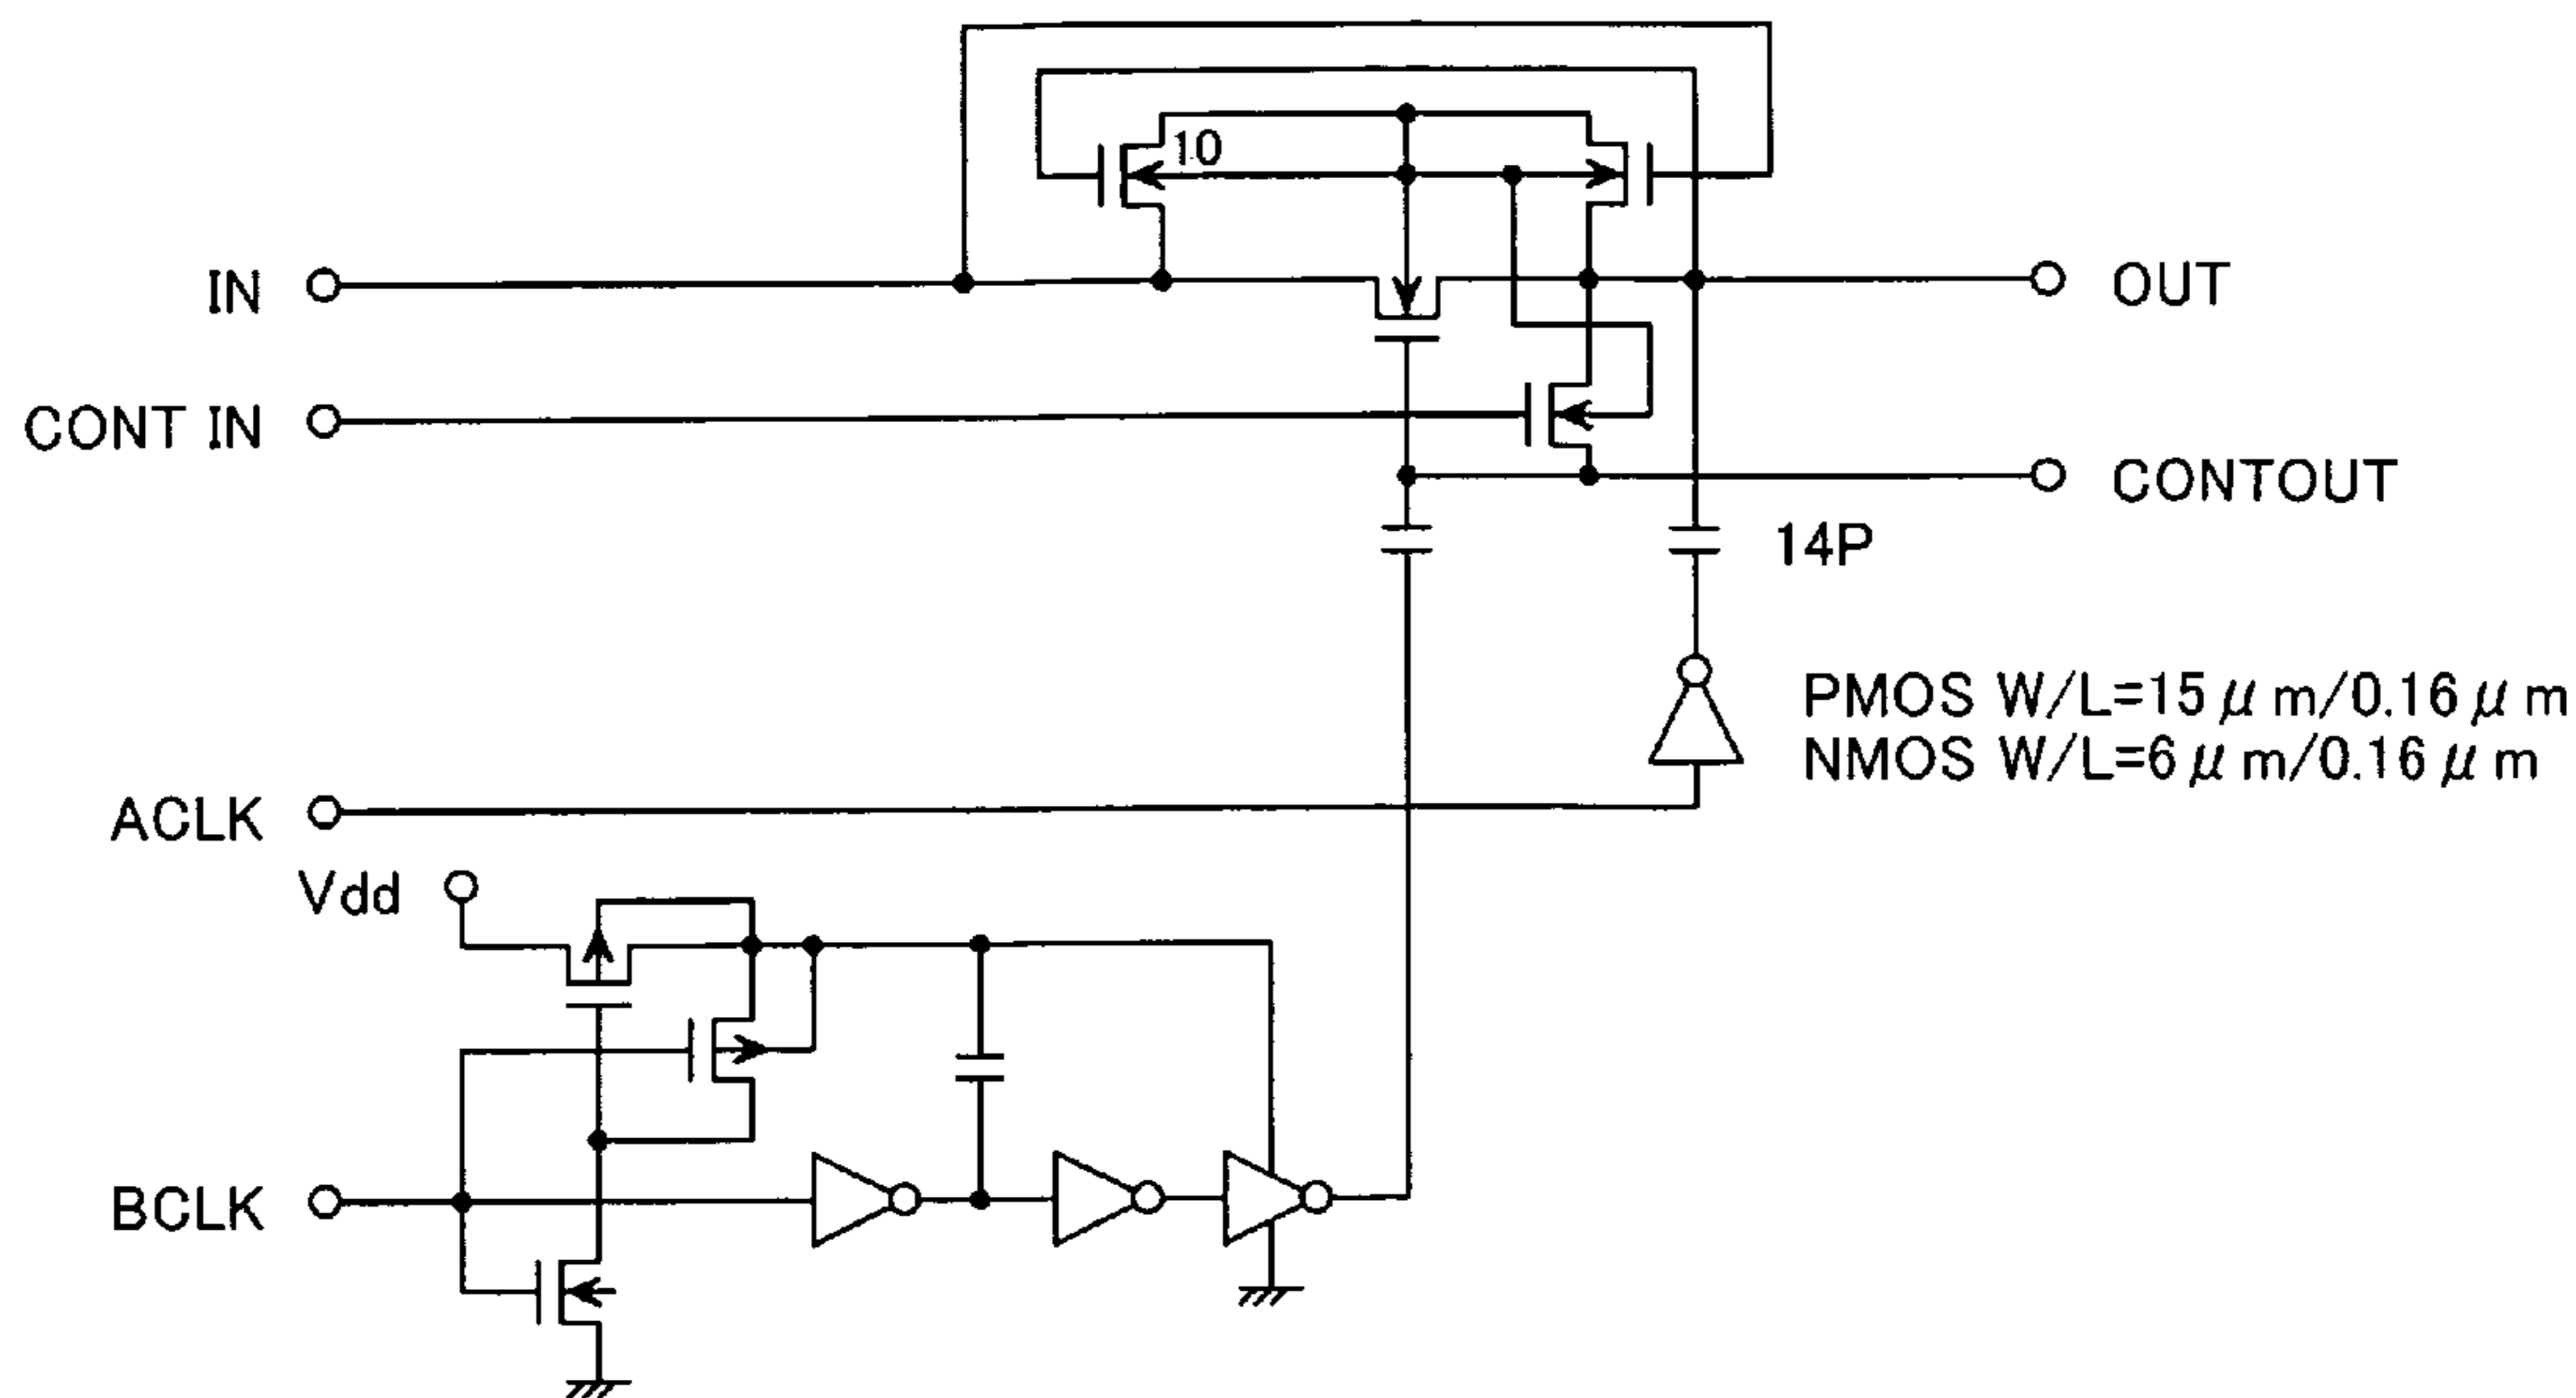 10
IN
OUT
CONT IN
CONTOUT
14P
PMOS W/L=15μm/0.16μm
NMOS W/L=6μm/0.16μm
ACLK
Vdd
BCLK